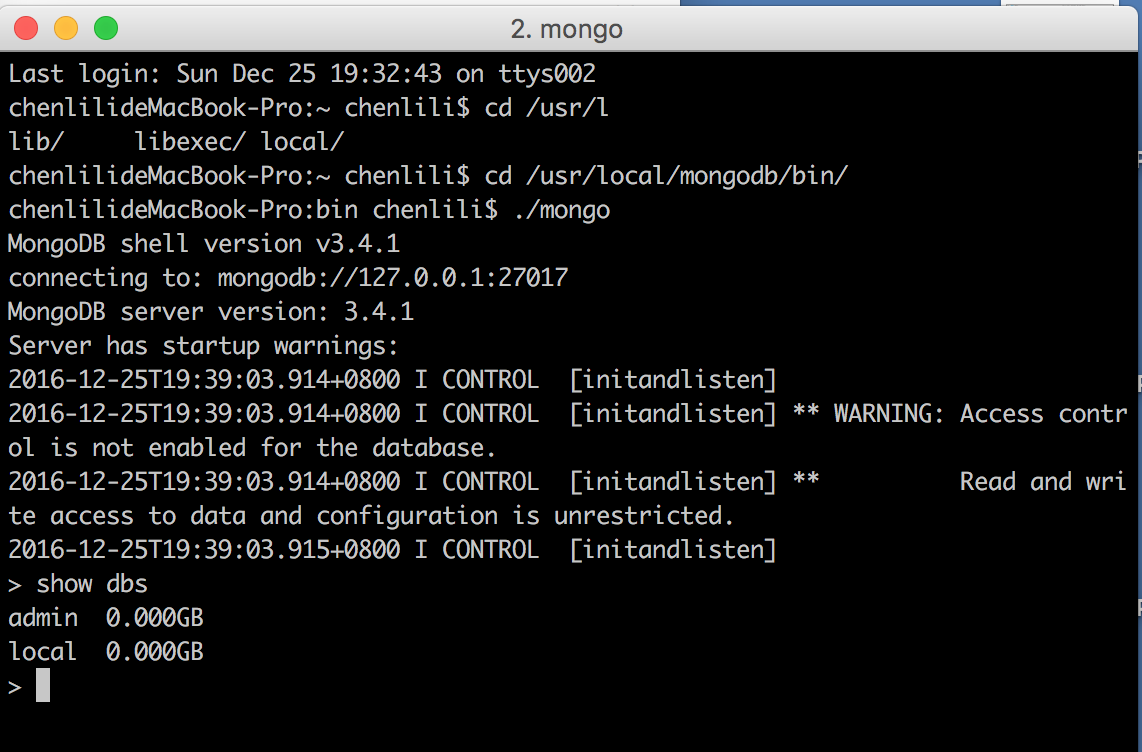 2. mongo
Last login: Sun Dec 25 19:32:43 on ttys002
chenlilideMacBook-Pro:~ chenlili$ cd /usr/l
lib/     libexec/ local/
chenlilideMacBook-Pro:~ chenlili$ cd /usr/local/mongodb/bin/
chenlilideMacBook-Pro:bin chenlili$ ./mongo
MongoDB shell version v3.4.1
connecting to: mongodb://127.0.0.1:27017
MongoDB server version: 3.4.1
Server has startup warnings:
2016-12-25T19:39:03.914+0800 I CONTROL  [initandlisten]
2016-12-25T19:39:03.914+0800 I CONTROL  [initandlisten] ** WARNING: Access contr
ol is not enabled for the database.
2016-12-25T19:39:03.914+0800 I CONTROL  [initandlisten] **          Read and wri
te access to data and configuration is unrestricted.
2016-12-25T19:39:03.915+0800 I CONTROL  [initandlisten]
> show dbs
admin  0.000GB
local  0.000GB
>